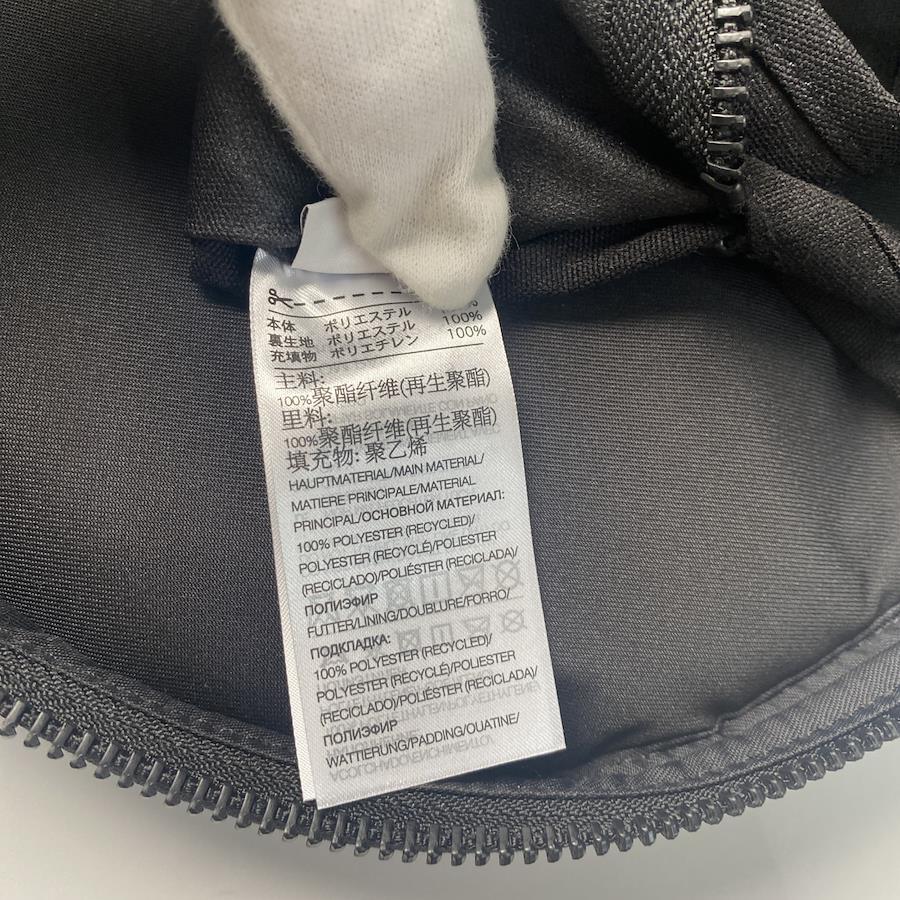 本体 ポリエステル 100%
裏生地 ポリエステル 100%
充填物 ポリエチレン 100%
主料:
100%聚酯纤维(再生聚酯)
里料:
100%聚酯纤维(再生聚酯)
填充物: 聚乙烯
HAUPTMATERIAL/MAIN MATERIAL/
MATIERE PRINCIPALE/MATERIAL
PRINCIPAL/ОСНОВНОЙ МАТЕРИАЛ:
100% POLYESTER (RECYCLED)/
POLYESTER (RECYCLÉ)/POLIESTER
(RECICLADO)/POLIÉSTER (RECICLADA)/
ПОЛИЭФИР
FUTTER/LINING/DOUBLURE/FORRO/
ПОДКЛАДКА:
100% POLYESTER (RECYCLED)/
POLYESTER (RECYCLÉ)/POLIESTER
(RECICLADO)/POLIÉSTER (RECICLADA)/
ПОЛИЭФИР
WATTIERUNG/PADDING/OUATINE/